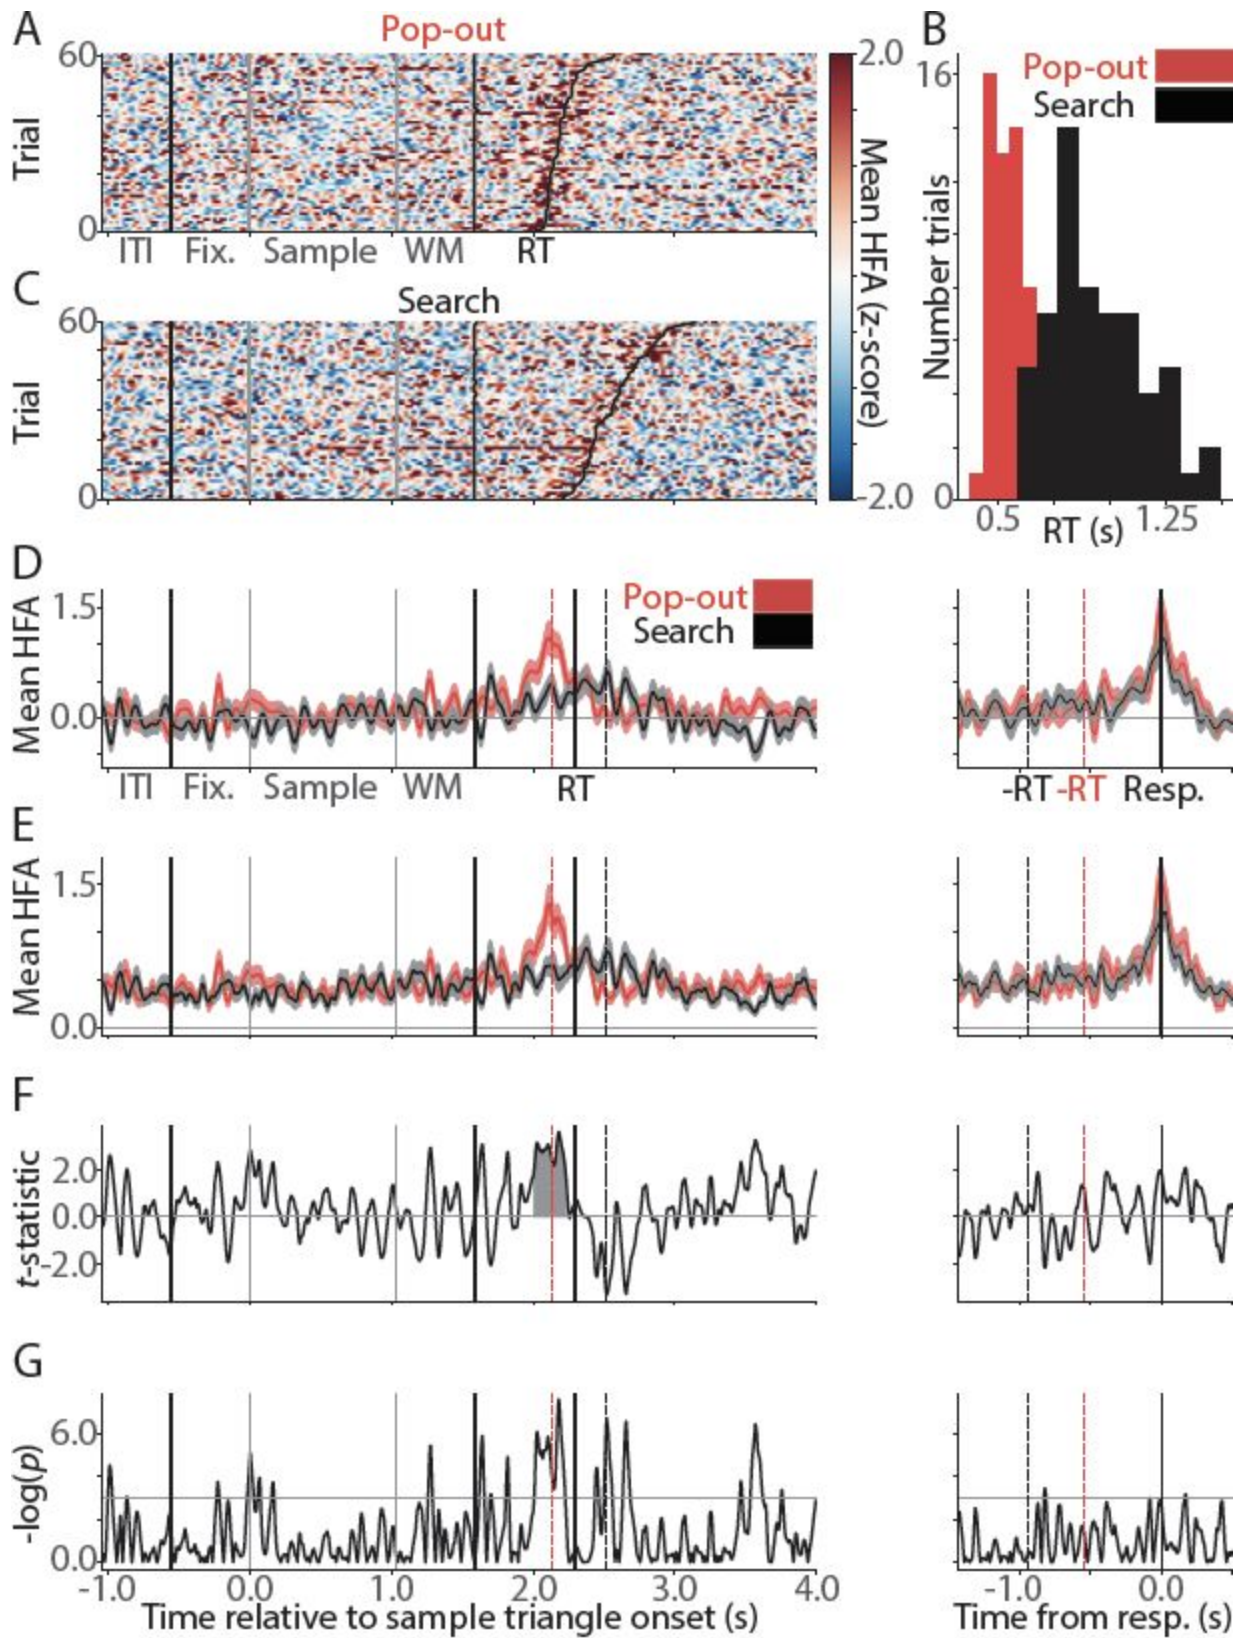 A
Pop-out
60
Trial
0
ITI Fix. Sample WM RT
2.0
Mean HFA (z-score)
-2.0
B
16
Pop-out
Search
Number trials
0
0.5 1.25
RT (s)
C
Search
60
Trial
0
D
1.5
Mean HFA
0.0
Pop-out
Search
ITI Fix. Sample WM RT
-RT -RT Resp.
E
1.5
Mean HFA
0.0
F
2.0
0.0
-2.0
t-statistic
G
6.0
-log(p)
0.0
-1.0 0.0 1.0 2.0 3.0 4.0
Time relative to sample triangle onset (s)
-1.0 0.0
Time from resp. (s)